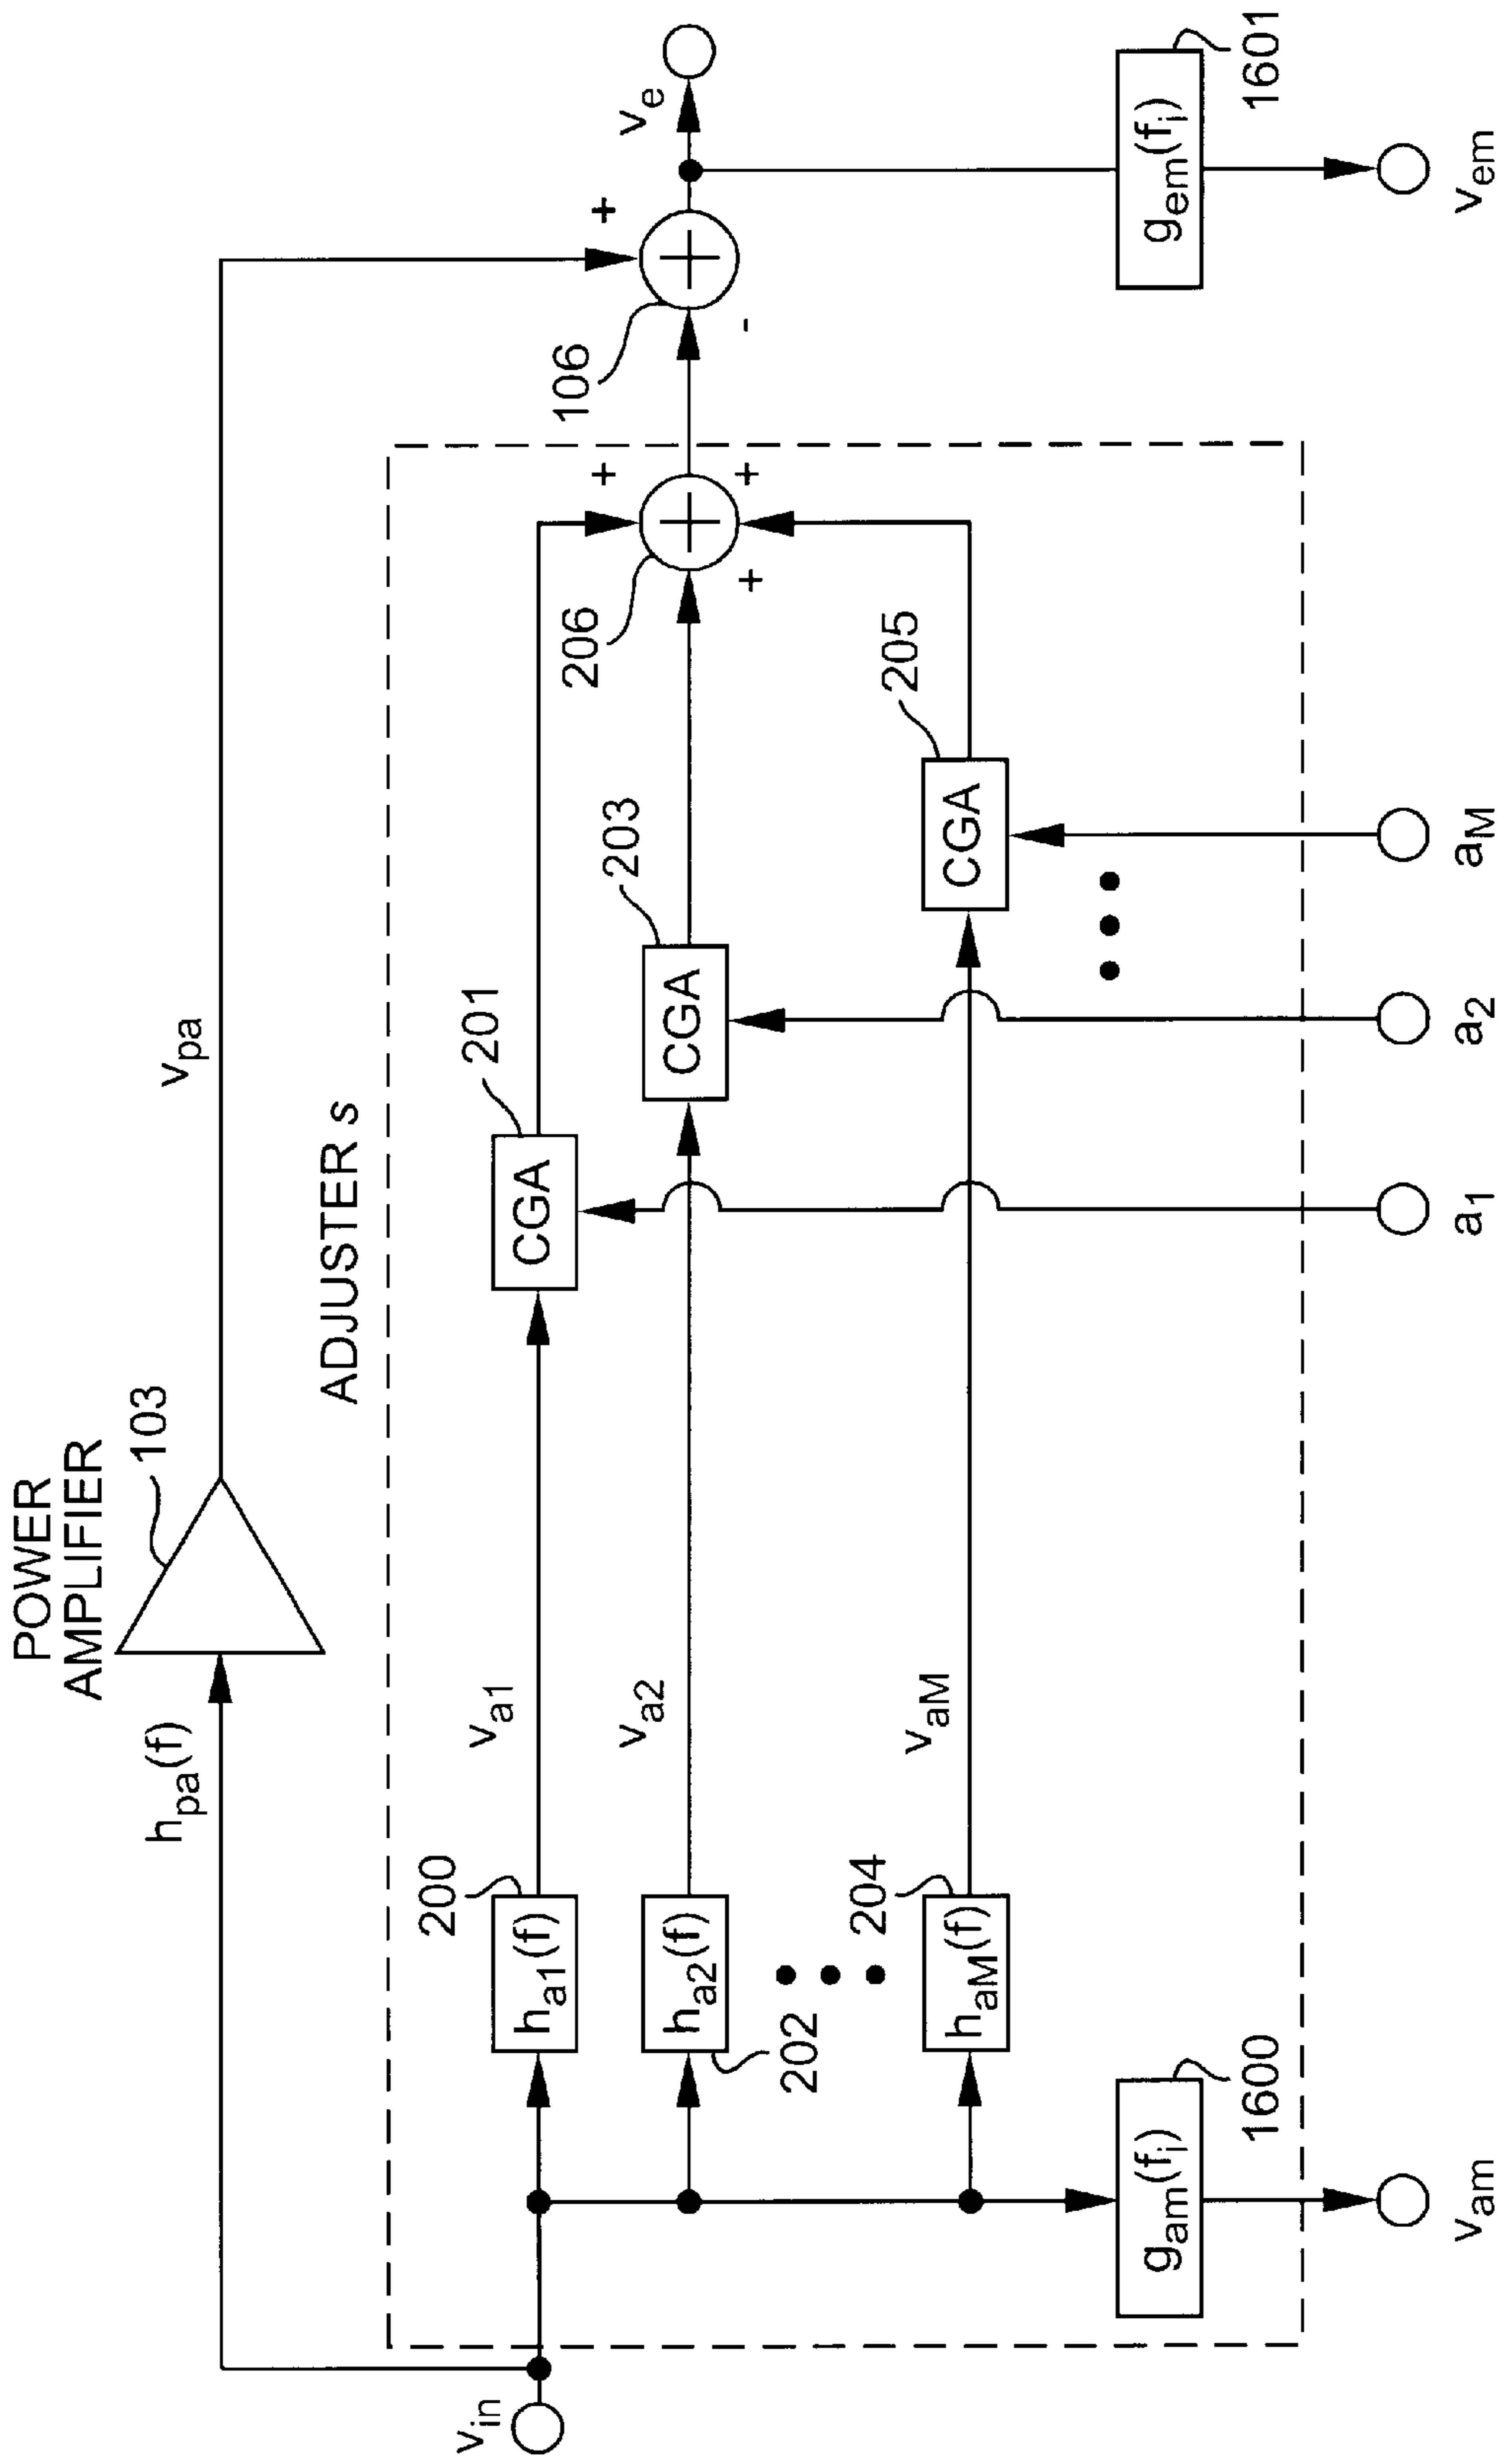 POWER
AMPLIFIER
103
h_pa(f)
v_pa
ADJUSTER s
v_in
200
h_a1(f)
v_a1
201
CGA
202
h_a2(f)
v_a2
203
CGA
204
h_aM(f)
v_aM
205
CGA
206
+
+
+
106
+
-
v_e
1600
g_am(f_i)
v_am
a_1
a_2
a_M
1601
g_em(f_i)
v_em